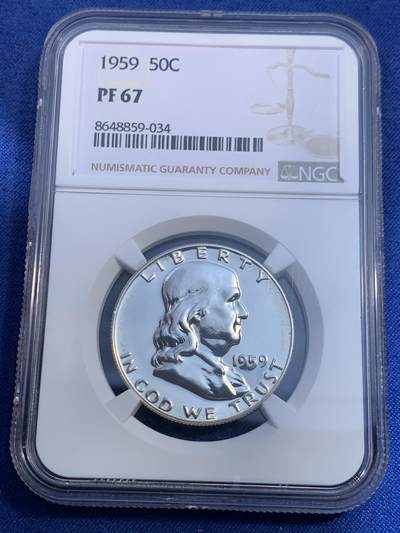 1959 50C
PF 67
8648859-034
NUMISMATIC GUARANTY COMPANY
NGC
LIBERTY
1959
IN GOD WE TRUST